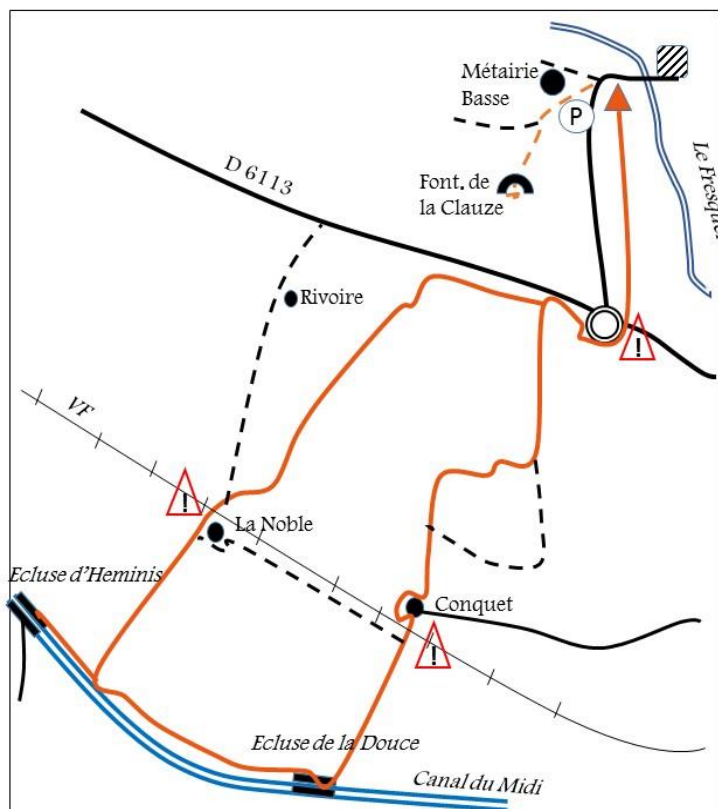 Métairie
Basse
P
D 6113
Font. de
la Clauze
Le Fresquel
Rivoire
!
VF
!
La Noble
Ecluse d'Heminis
Conquet
!
Ecluse de la Douce
Canal du Midi